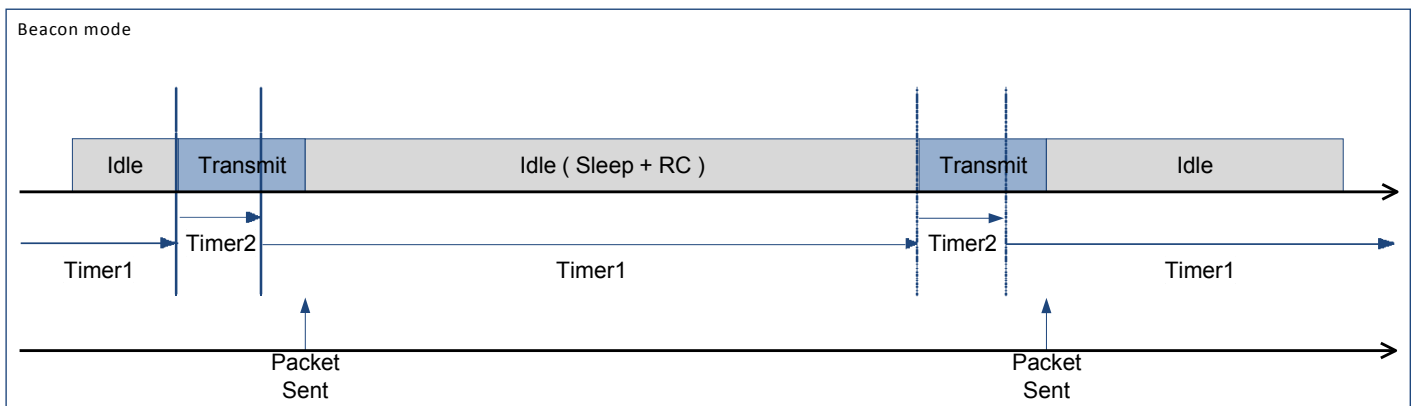 Beacon mode
Idle
Transmit
Idle ( Sleep + RC )
Transmit
Idle
Timer2
Timer2
Timer1
Timer1
Timer1
Packet
Sent
Packet
Sent